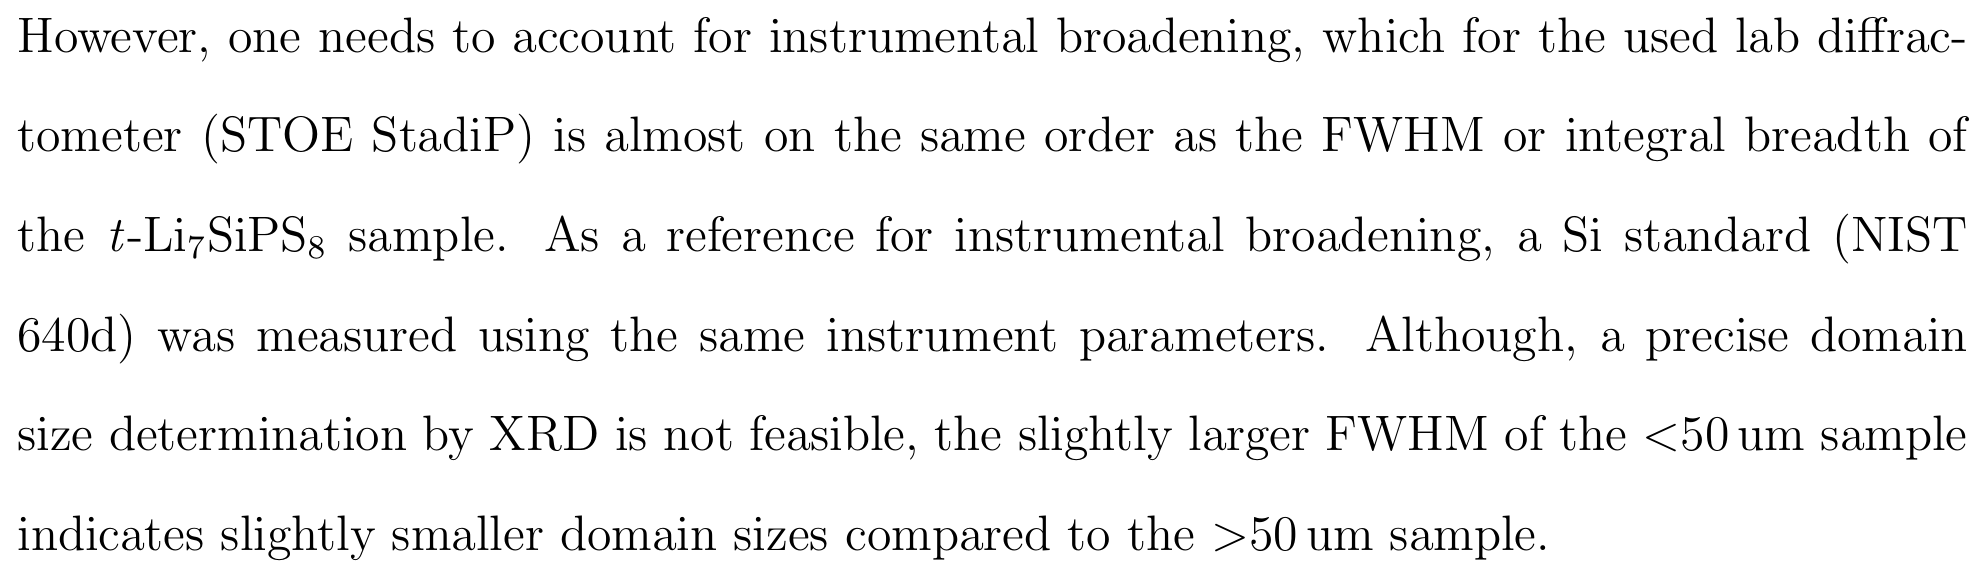 However, one needs to account for instrumental broadening, which for the used lab diffrac-
tometer (STOE StadiP) is almost on the same order as the FWHM or integral breadth of
the t-Li₇SiPS₈ sample. As a reference for instrumental broadening, a Si standard (NIST
640d) was measured using the same instrument parameters. Although, a precise domain
size determination by XRD is not feasible, the slightly larger FWHM of the <50 um sample
indicates slightly smaller domain sizes compared to the >50 um sample.